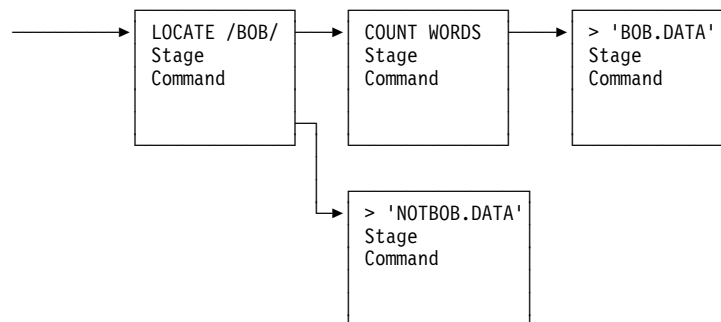 LOCATE /BOB/
Stage
Command
COUNT WORDS
Stage
Command
> 'BOB.DATA'
Stage
Command
> 'NOTBOB.DATA'
Stage
Command